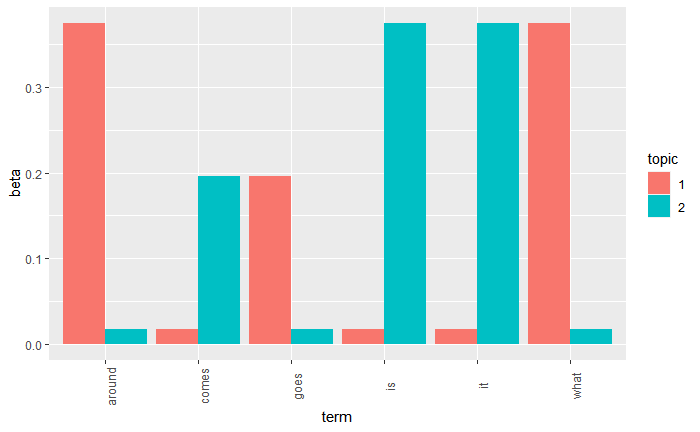 beta
0.3
0.2
0.1
0.0
around
comes
goes
is
it
what
term
topic
1
2